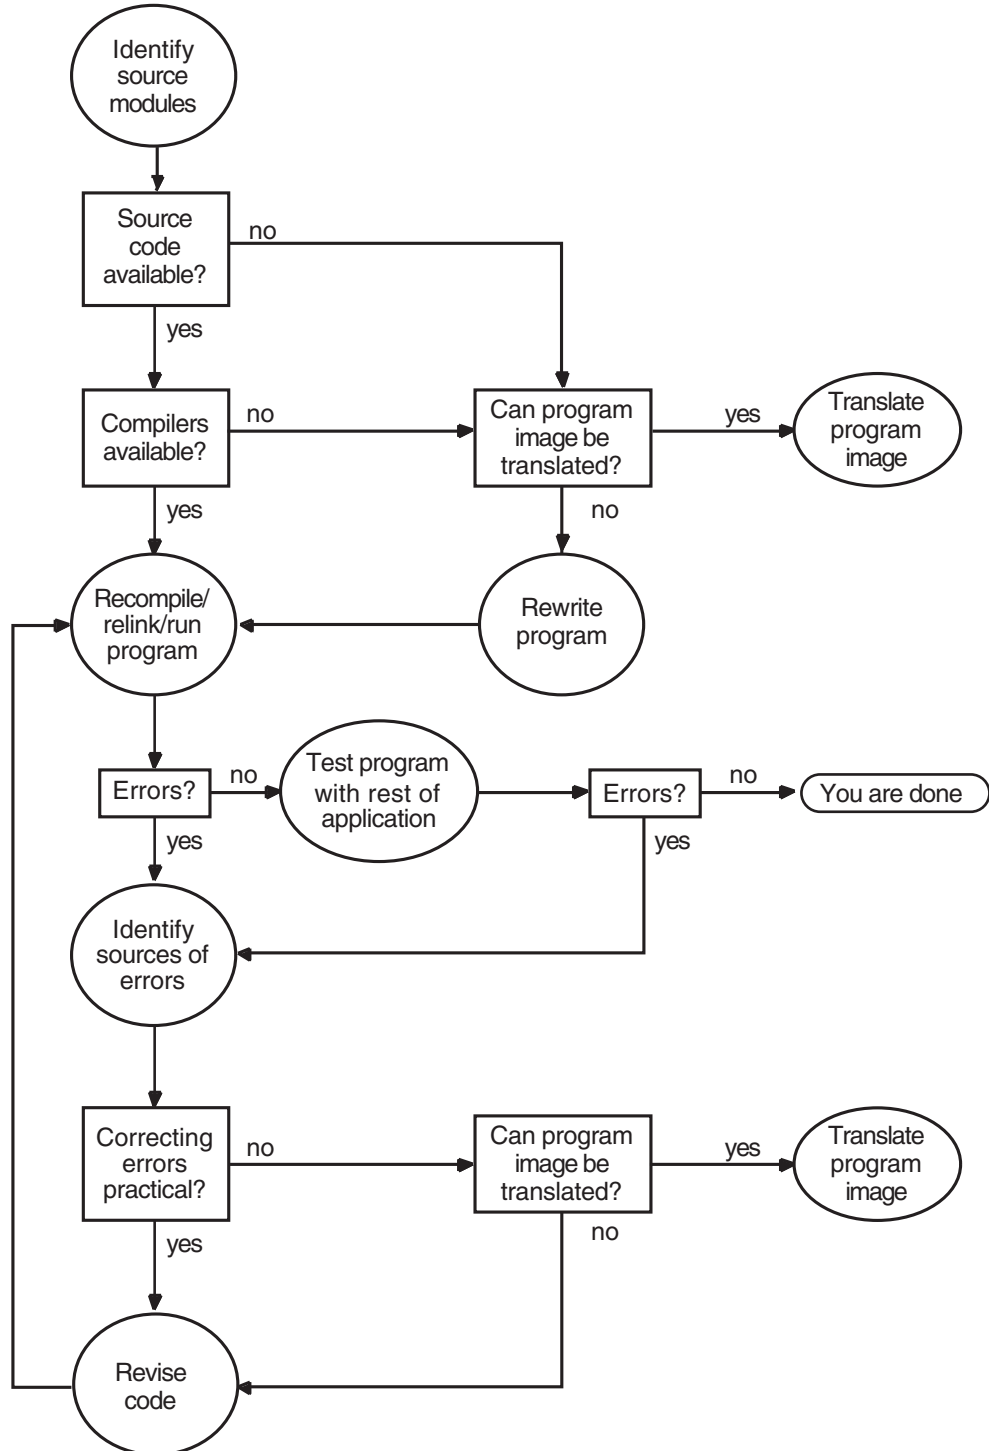 Identify
source
modules
Source
code
available?
no
yes
Compilers
available?
no
Can program
image be
translated?
yes
Translate
program
image
yes
no
Recompile/
relink/run
program
Rewrite
program
Errors?
no
Test program
with rest of
application
Errors?
no
You are done
yes
yes
Identify
sources of
errors
Correcting
errors
practical?
no
Can program
image be
translated?
yes
Translate
program
image
yes
no
Revise
code